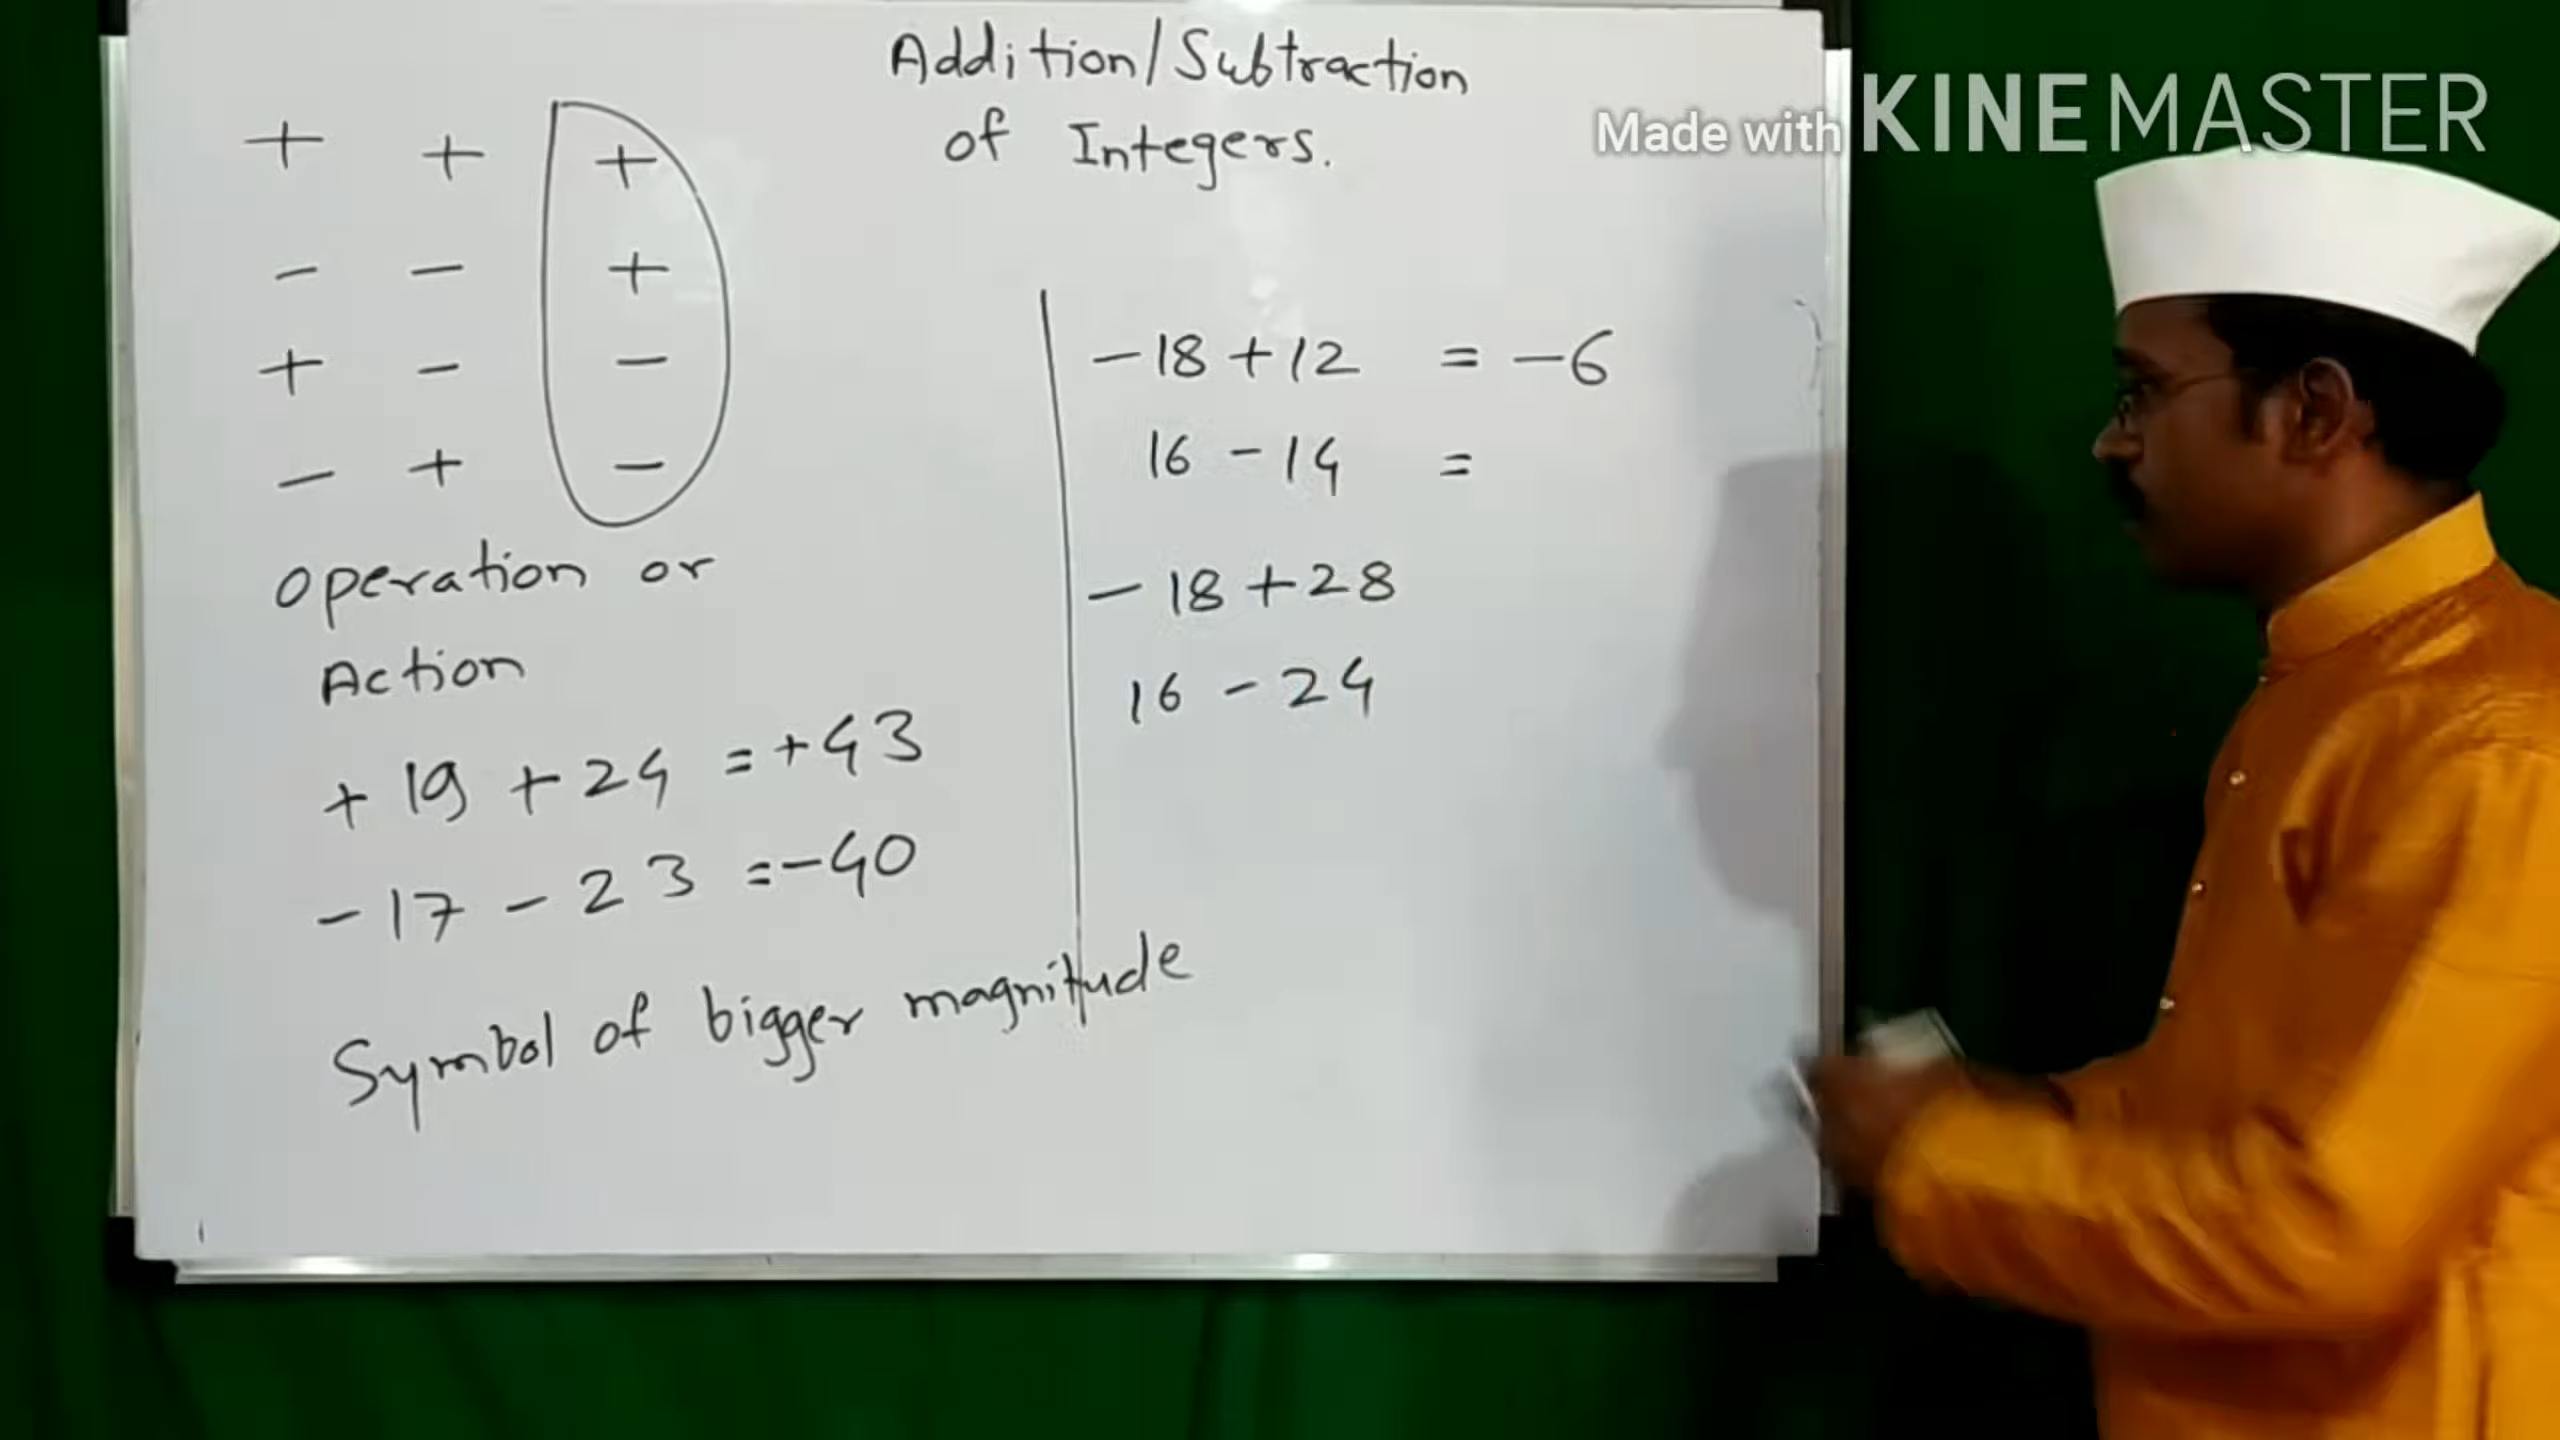 Addition/Subtraction
of Integers.
Made with KINEMASTER
+ + +
- - +
+ - -
- + -
Operation or
Action
+ 19 + 24 = +43
- 17 - 23 = -40
Symbol of bigger magnitude
-18 +12 = -6
16 - 14 =
- 18 +28
16 - 24